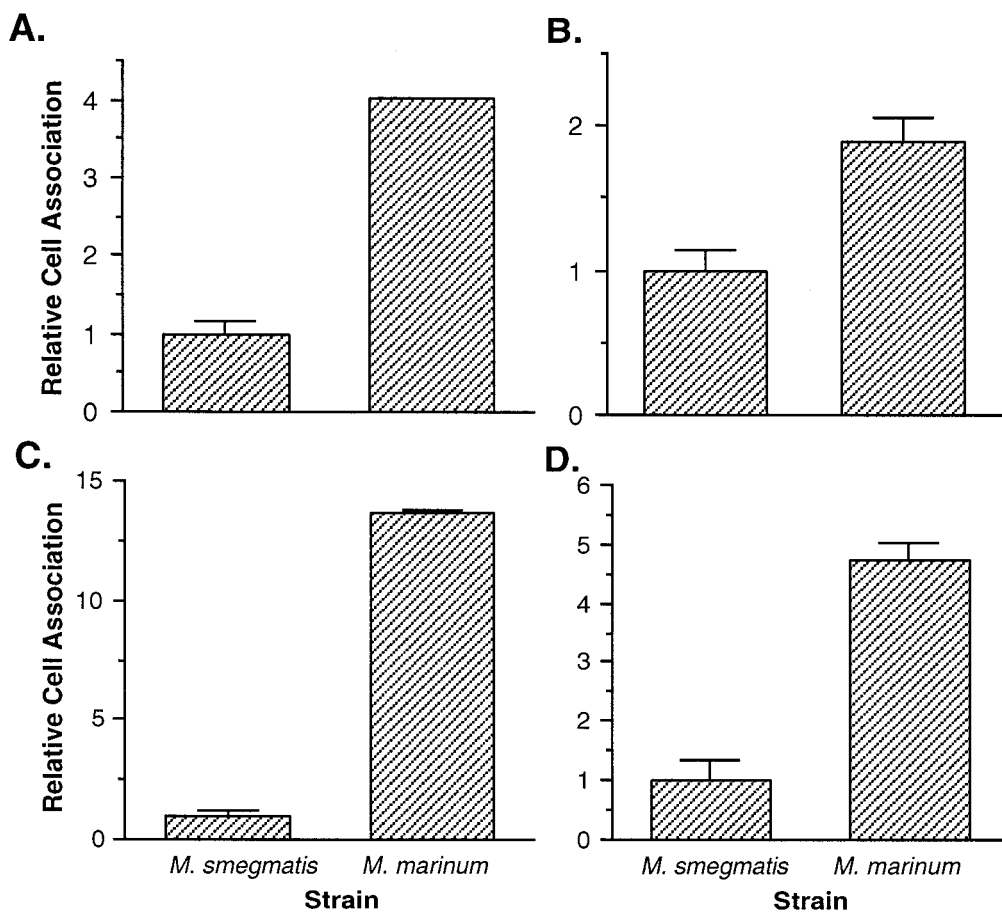 A.
Relative Cell Association
4
3
2
1
0
B.
2
1
0
C.
Relative Cell Association
15
10
5
0
M. smegmatis M. marinum
Strain
D.
6
5
4
3
2
1
0
M. smegmatis M. marinum
Strain